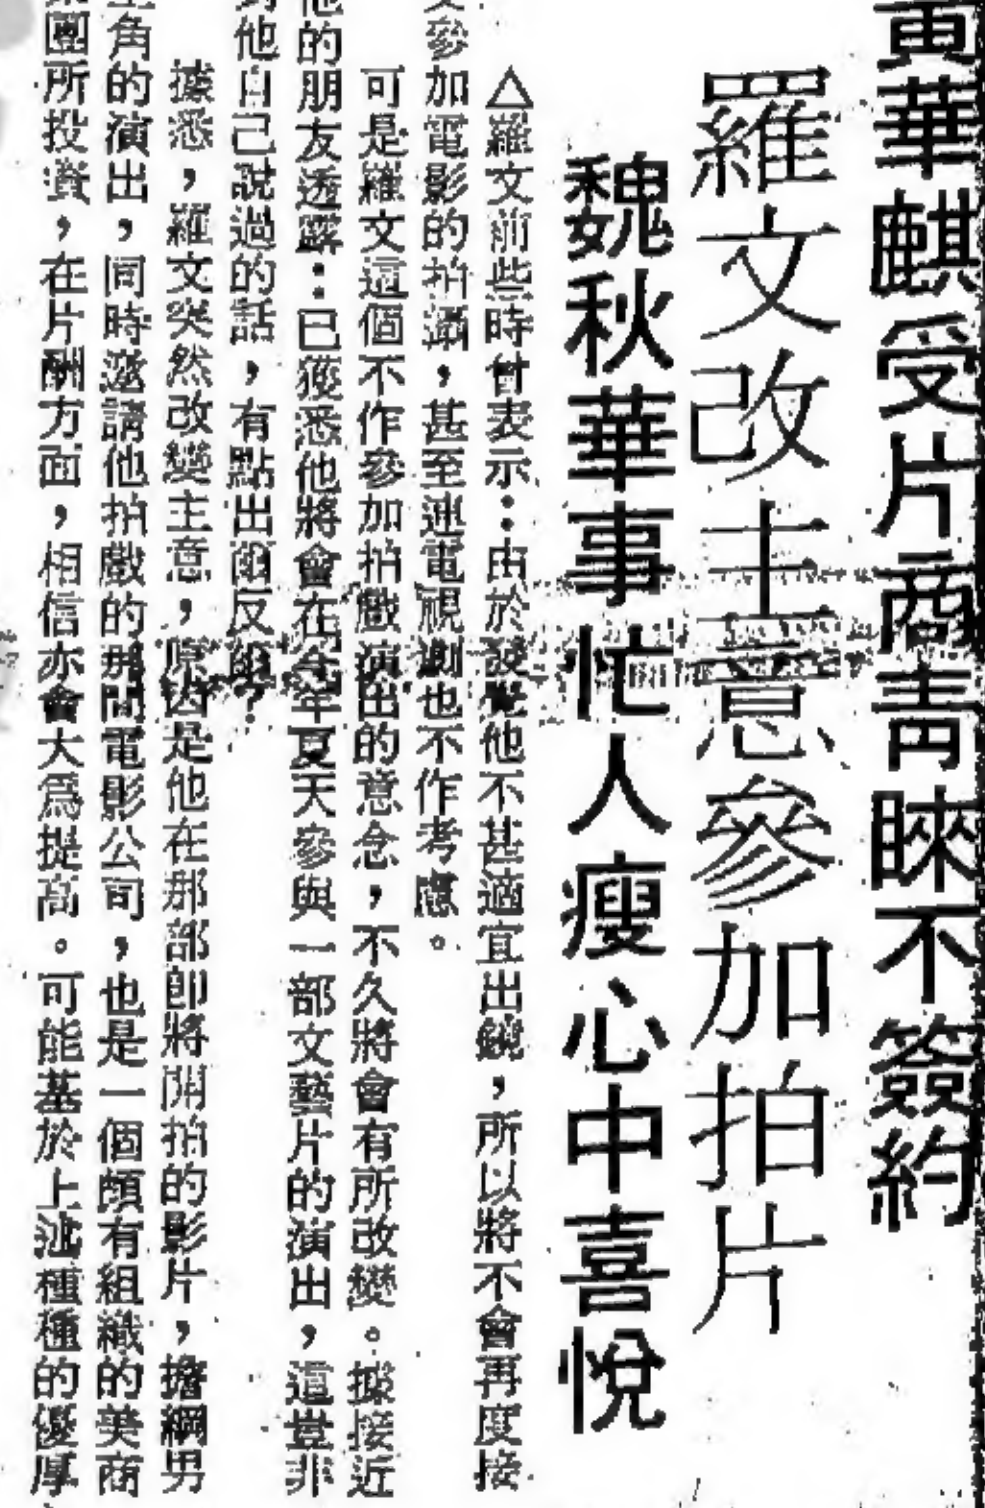 黃華麒受片商青睞不簽約
羅文改主意參加拍片
魏秋華事忙人瘦心中喜悅
△羅文前些時曾表示：由於發覺他不甚適宜出鏡，所以將不會再度接
受參加電影的拍攝，甚至連電視劇也不作考慮。
可是羅文這個不作參加拍戲演出的意念，不久將會有所改變。據接近
他的朋友透露：已獲悉他將會在今年夏天參與一部文藝片的演出，這豈非
他自己說過的話，有點出爾反爾？
據悉，羅文突然改變主意，原因是他在那部即將開拍的影片，擔綱男
主角的演出，同時邀請他拍戲的那間電影公司，也是一個頗有組織的美商
集團所投資，在片酬方面，相信亦會大為提高。可能基於上述種種的優厚